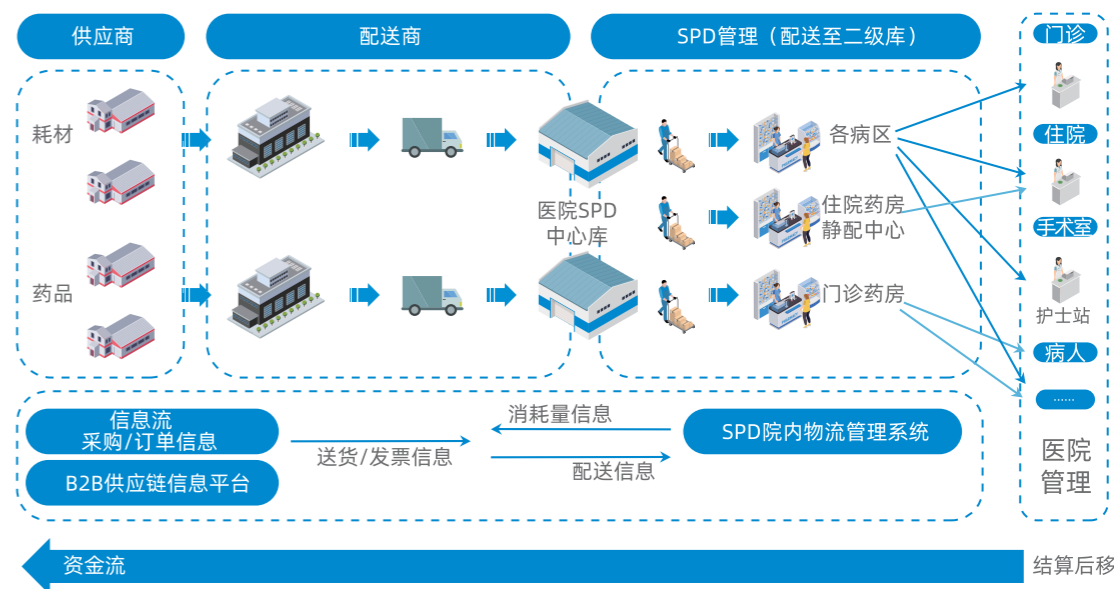 供应商
配送商
SPD管理（配送至二级库）
门诊
耗材
各病区
住院
医院SPD
中心库
住院药房
静配中心
手术室
药品
门诊药房
护士站
病人
......
信息流
采购/订单信息
B2B供应链信息平台
送货/发票信息
消耗量信息
配送信息
SPD院内物流管理系统
医院
管理
资金流
结算后移